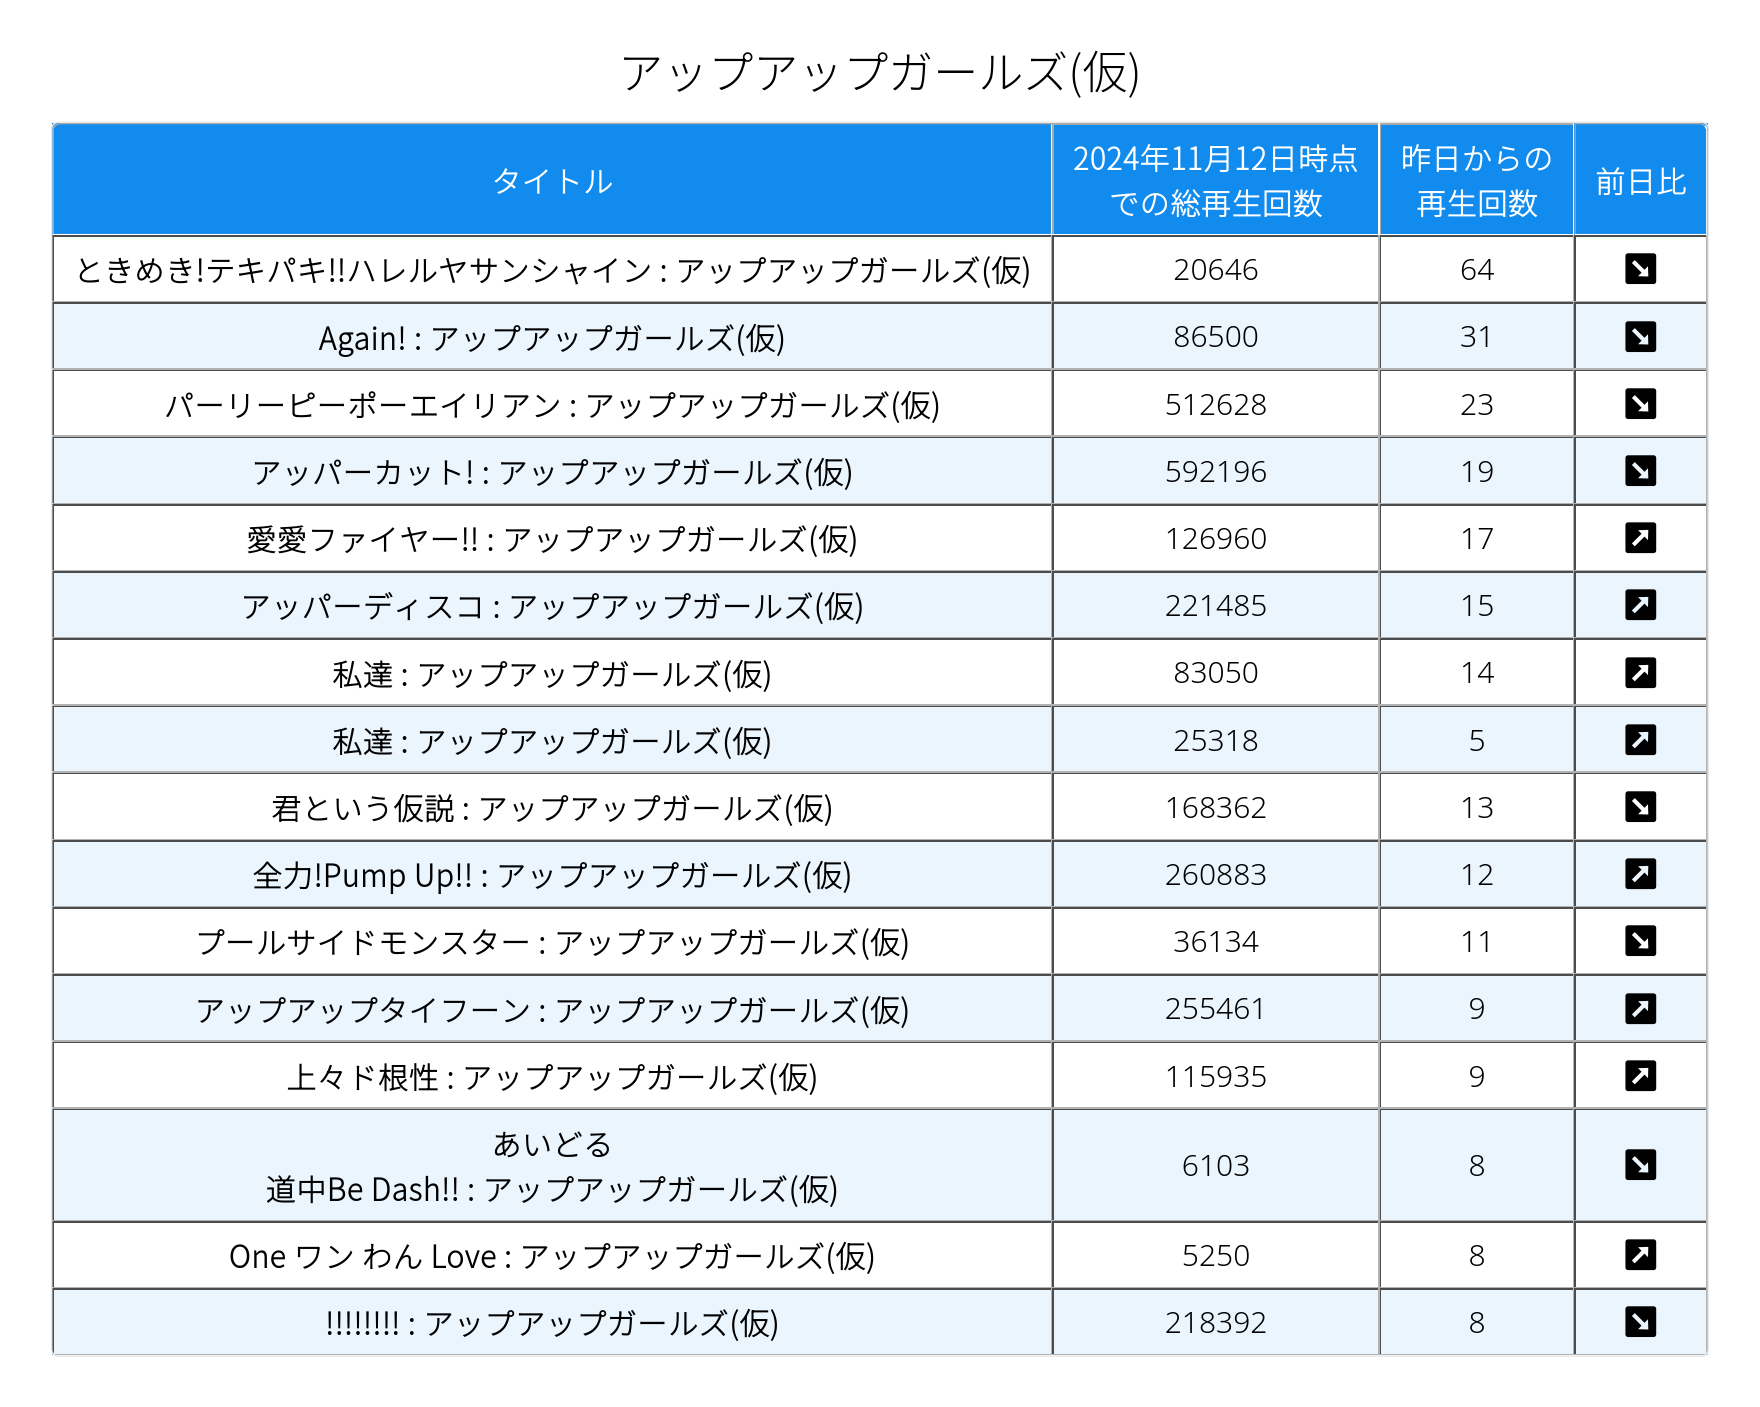 アップアップガールズ(仮)
タイトル
2024年11月12日時点
での総再生回数
昨日からの
再生回数
前日比
ときめき!テキパキ!!ハレルヤサンシャイン : アップアップガールズ(仮) 20646 64 ↘
Again! : アップアップガールズ(仮) 86500 31 ↘
パーリーピーポーエイリアン : アップアップガールズ(仮) 512628 23 ↘
アッパーカット! : アップアップガールズ(仮) 592196 19 ↘
愛愛ファイヤー!! : アップアップガールズ(仮) 126960 17 ↗
アッパーディスコ : アップアップガールズ(仮) 221485 15 ↗
私達 : アップアップガールズ(仮) 83050 14 ↗
私達 : アップアップガールズ(仮) 25318 5 ↗
君という仮説 : アップアップガールズ(仮) 168362 13 ↘
全力!Pump Up!! : アップアップガールズ(仮) 260883 12 ↗
プールサイドモンスター : アップアップガールズ(仮) 36134 11 ↘
アップアップタイフーン : アップアップガールズ(仮) 255461 9 ↗
上々ド根性 : アップアップガールズ(仮) 115935 9 ↗
あいどる
道中Be Dash!! : アップアップガールズ(仮) 6103 8 ↘
One ワン わん Love : アップアップガールズ(仮) 5250 8 ↗
!!!!!!!! : アップアップガールズ(仮) 218392 8 ↘